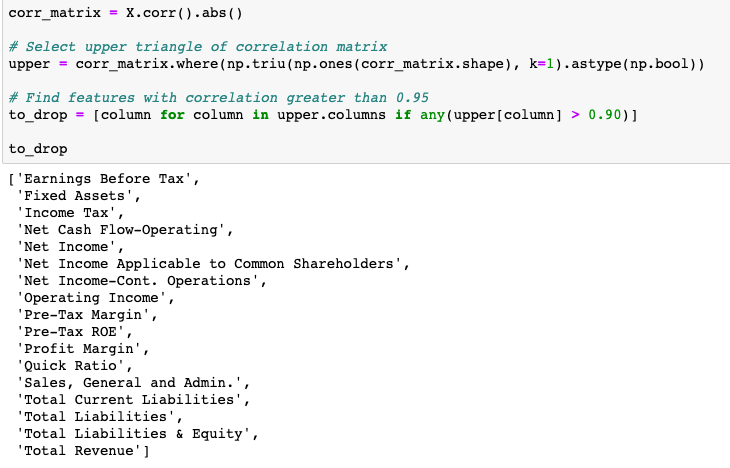 corr_matrix = X.corr().abs()
# Select upper triangle of correlation matrix
upper = corr_matrix.where(np.triu(np.ones(corr_matrix.shape), k=1).astype(np.bool))
# Find features with correlation greater than 0.95
to_drop = [column for column in upper.columns if any(upper[column] > 0.90)]
to_drop
['Earnings Before Tax',
'Fixed Assets',
'Income Tax',
'Net Cash Flow-Operating',
'Net Income',
'Net Income Applicable to Common Shareholders',
'Net Income-Cont. Operations',
'Operating Income',
'Pre-Tax Margin',
'Pre-Tax ROE',
'Profit Margin',
'Quick Ratio',
'Sales, General and Admin.',
'Total Current Liabilities',
'Total Liabilities',
'Total Liabilities & Equity',
'Total Revenue']